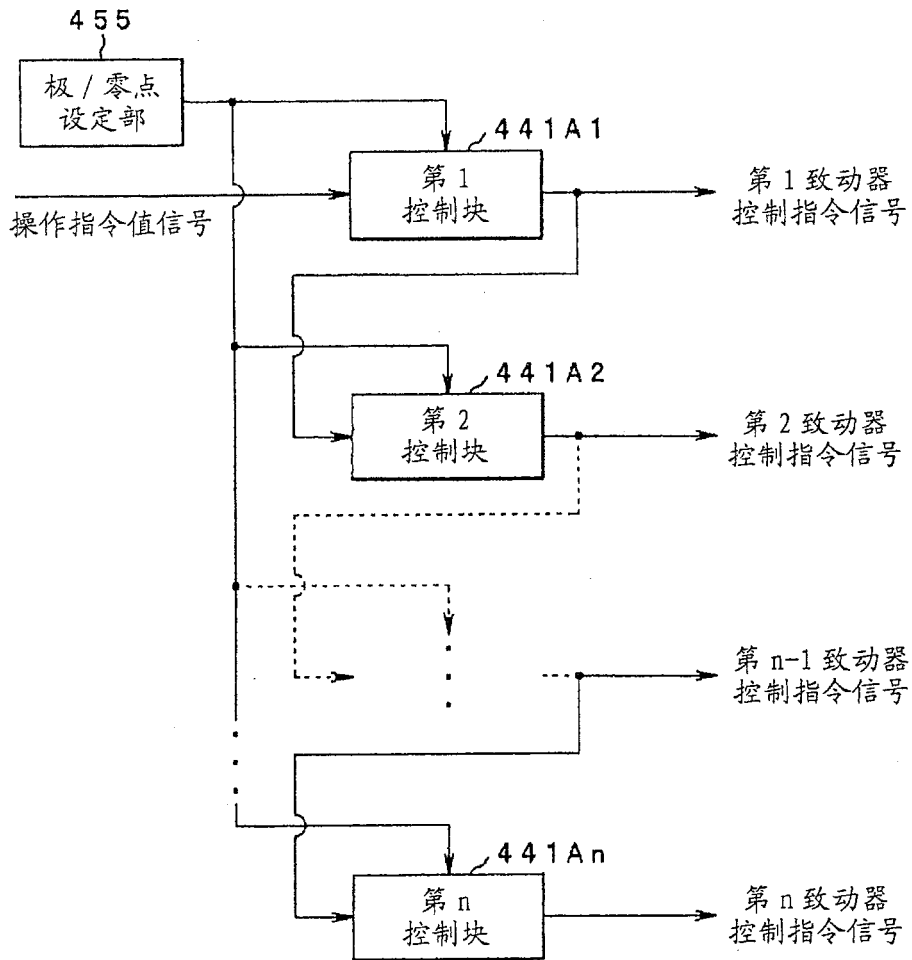 455
极/零点
设定部
441A1
第1
控制块
第1致动器
控制指令信号
操作指令值信号
441A2
第2
控制块
第2致动器
控制指令信号
第n-1致动器
控制指令信号
441An
第n
控制块
第n致动器
控制指令信号